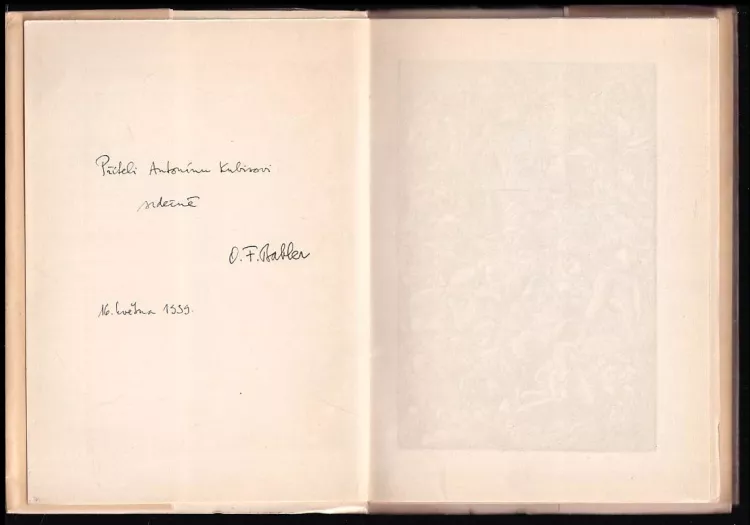 Příteli Antonínu Kubisovi
srdečně
O. F. Babler
16. května 1939.